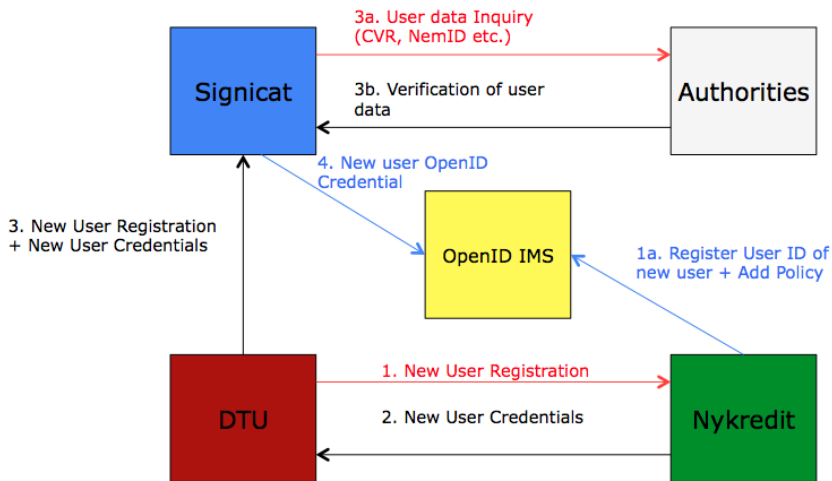 3a. User data Inquiry
(CVR, NemID etc.)
Signicat
3b. Verification of user
data
Authorities
4. New user OpenID
Credential
3. New User Registration
+ New User Credentials
OpenID IMS
1a. Register User ID of
new user + Add Policy
DTU
1. New User Registration
2. New User Credentials
Nykredit